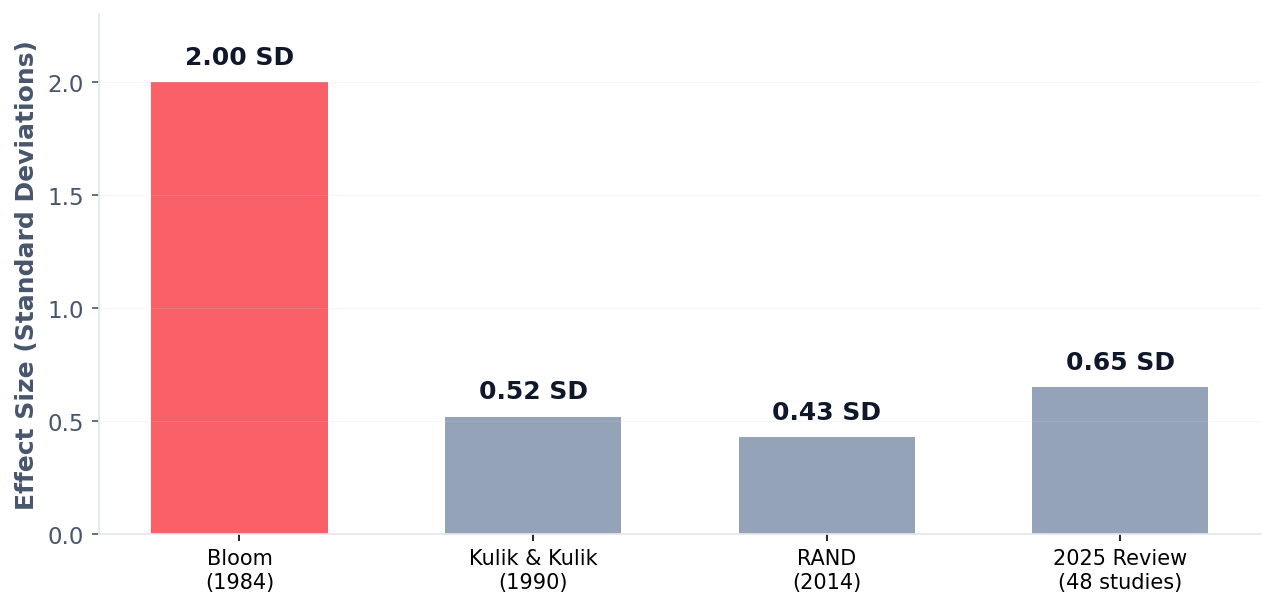 Effect Size (Standard Deviations)
2.0
1.5
1.0
0.5
0.0
2.00 SD
0.52 SD
0.43 SD
0.65 SD
Bloom
(1984)
Kulik & Kulik
(1990)
RAND
(2014)
2025 Review
(48 studies)